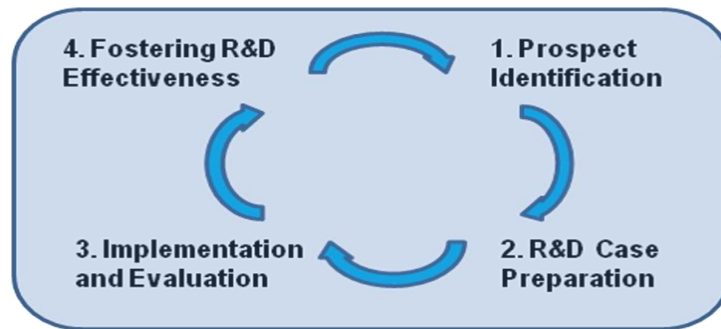 4. Fostering R&D
Effectiveness
1. Prospect
Identification
3. Implementation
and Evaluation
2. R&D Case
Preparation